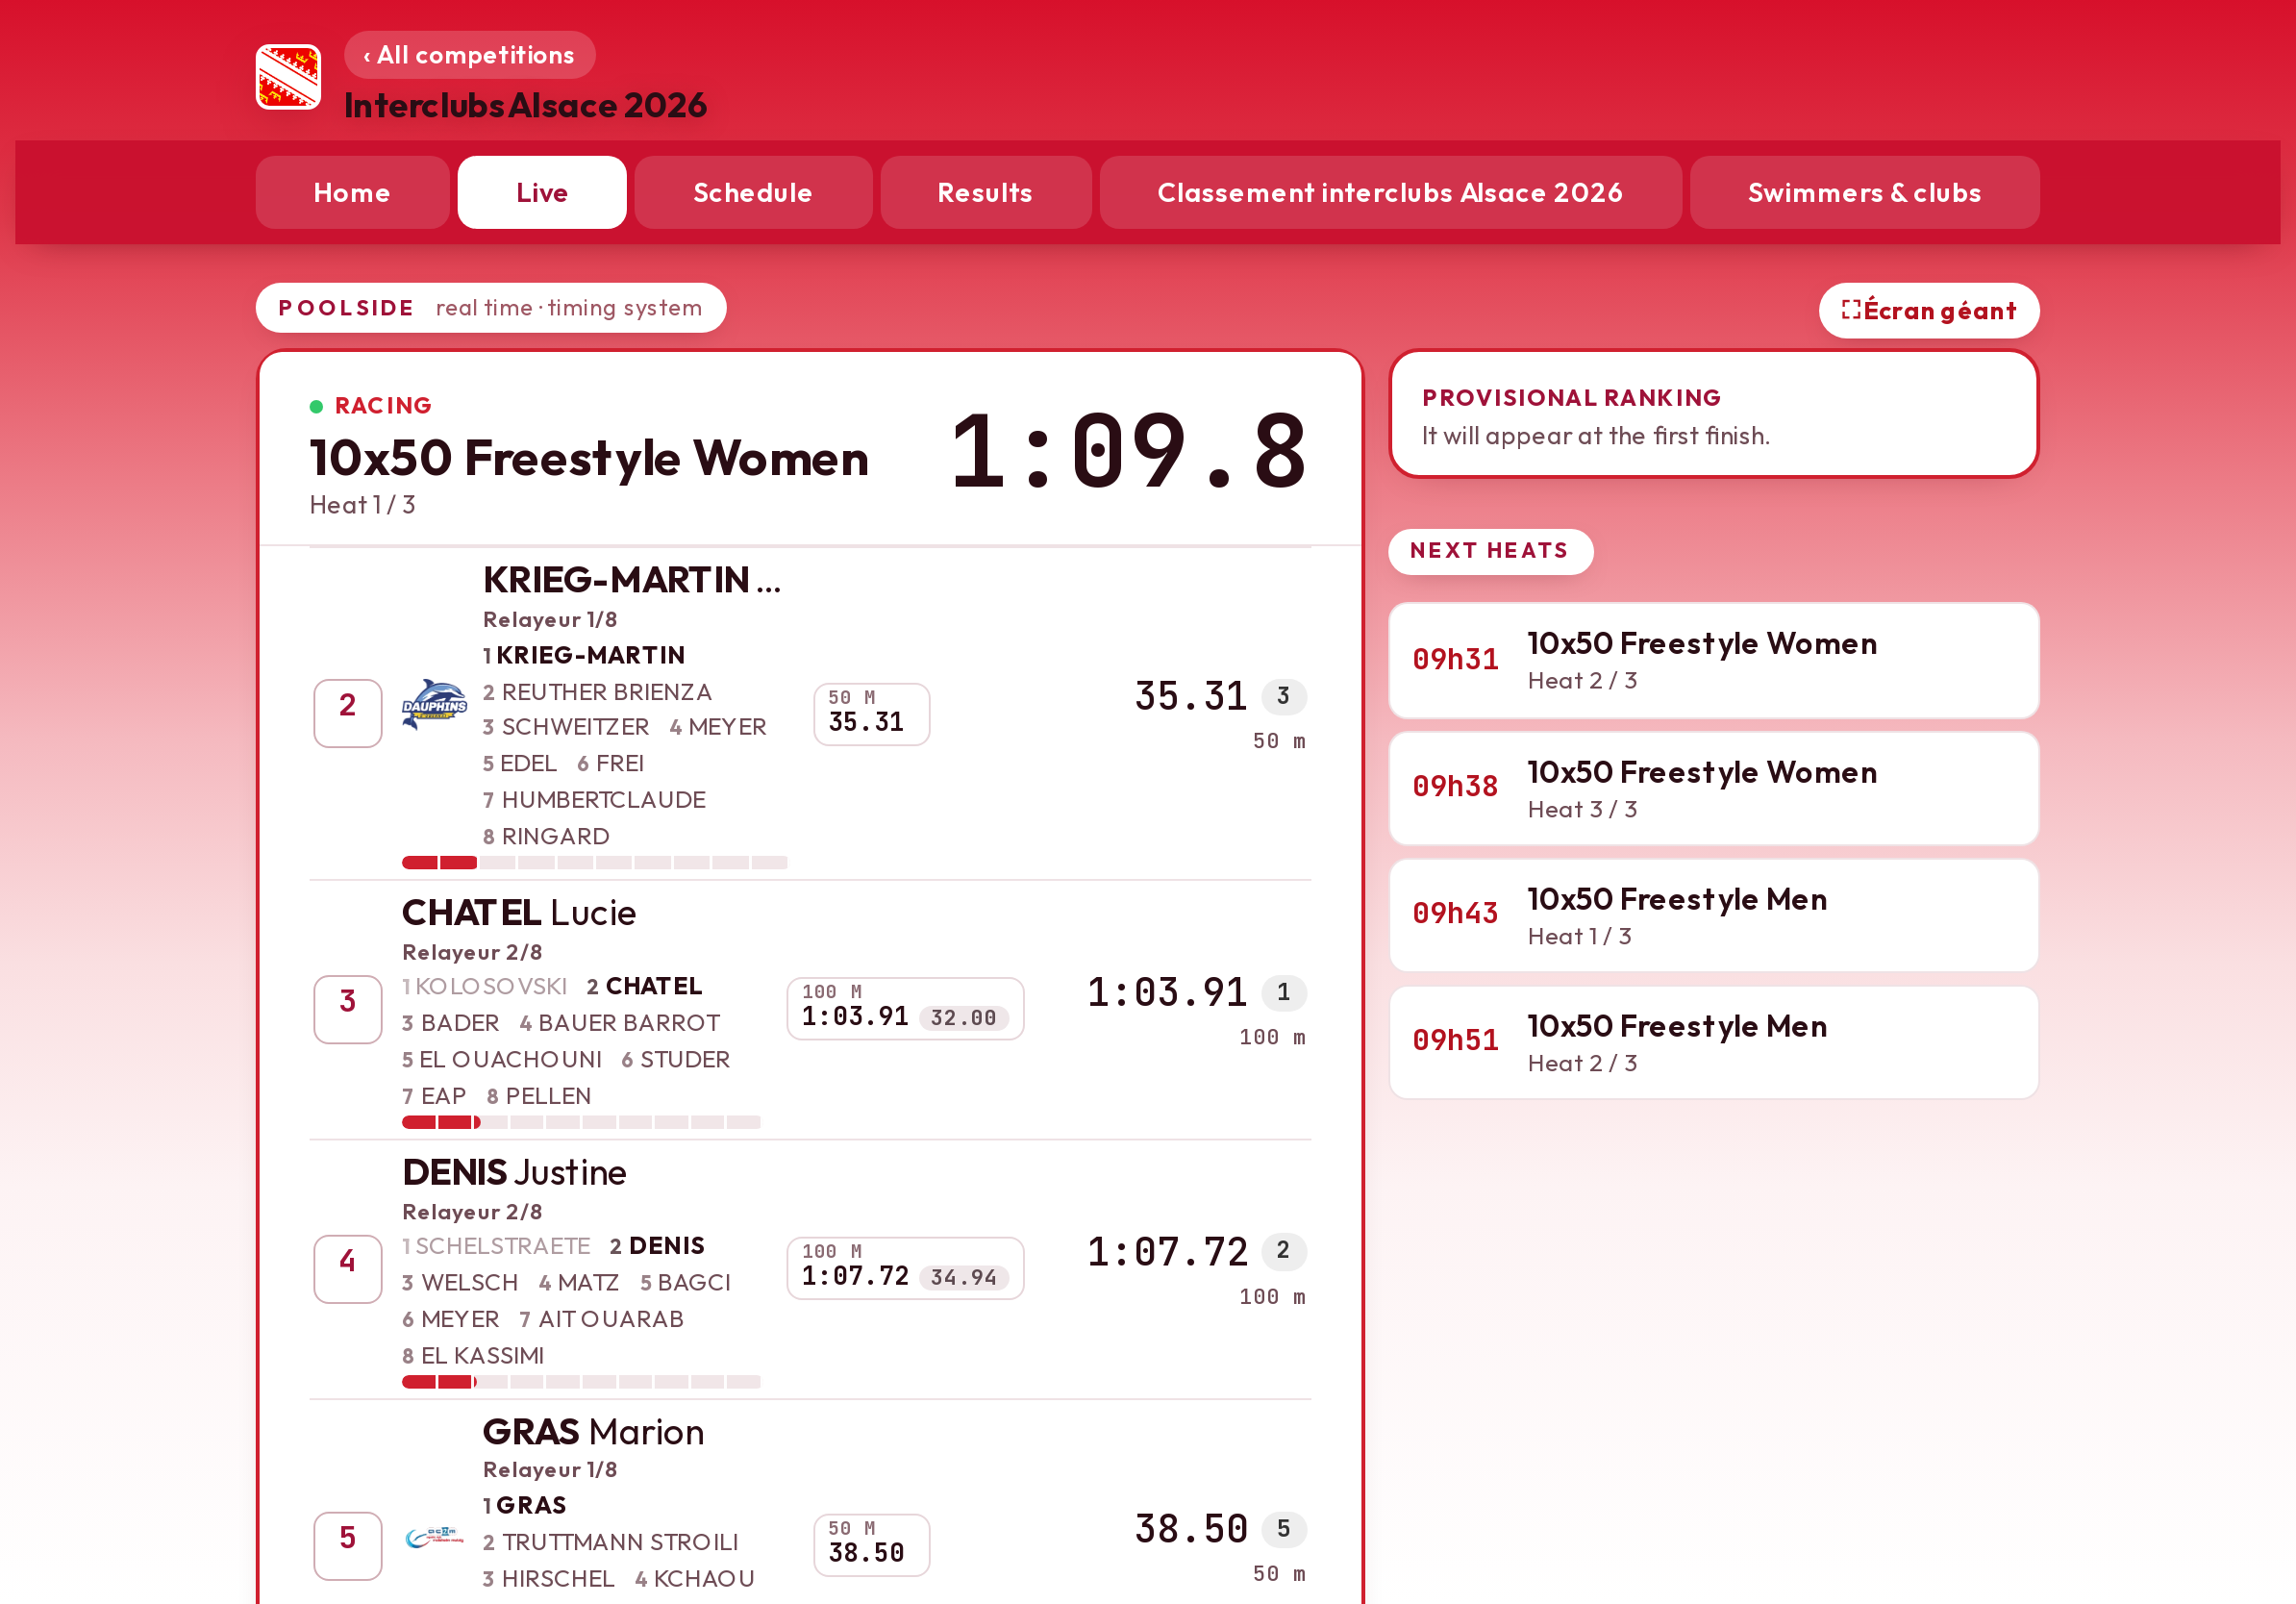 ‹ All competitions
Interclubs Alsace 2026
Home
Live
Schedule
Results
Classement interclubs Alsace 2026
Swimmers & clubs
POOLSIDE real time · timing system
Écran géant
RACING
10x50 Freestyle Women
Heat 1 / 3
1:09.8
2
DAUPHINS
KRIEG-MARTIN ...
Relayeur 1/8
1 KRIEG-MARTIN
2 REUTHER BRIENZA
3 SCHWEITZER 4 MEYER
5 EDEL 6 FREI
7 HUMBERTCLAUDE
8 RINGARD
50 M
35.31
35.31 3
50 m
3
CHATEL Lucie
Relayeur 2/8
1 KOLOSOVSKI 2 CHATEL
3 BADER 4 BAUER BARROT
5 EL OUACHOUNI 6 STUDER
7 EAP 8 PELLEN
100 M
1:03.91 32.00
1:03.91 1
100 m
4
DENIS Justine
Relayeur 2/8
1 SCHELSTRAETE 2 DENIS
3 WELSCH 4 MATZ 5 BAGCI
6 MEYER 7 AIT OUARAB
8 EL KASSIMI
100 M
1:07.72 34.94
1:07.72 2
100 m
5
GRAS Marion
Relayeur 1/8
1 GRAS
2 TRUTTMANN STROILI
3 HIRSCHEL 4 KCHAOU
50 M
38.50
38.50 5
50 m
PROVISIONAL RANKING
It will appear at the first finish.
NEXT HEATS
09h31
10x50 Freestyle Women
Heat 2 / 3
09h38
10x50 Freestyle Women
Heat 3 / 3
09h43
10x50 Freestyle Men
Heat 1 / 3
09h51
10x50 Freestyle Men
Heat 2 / 3